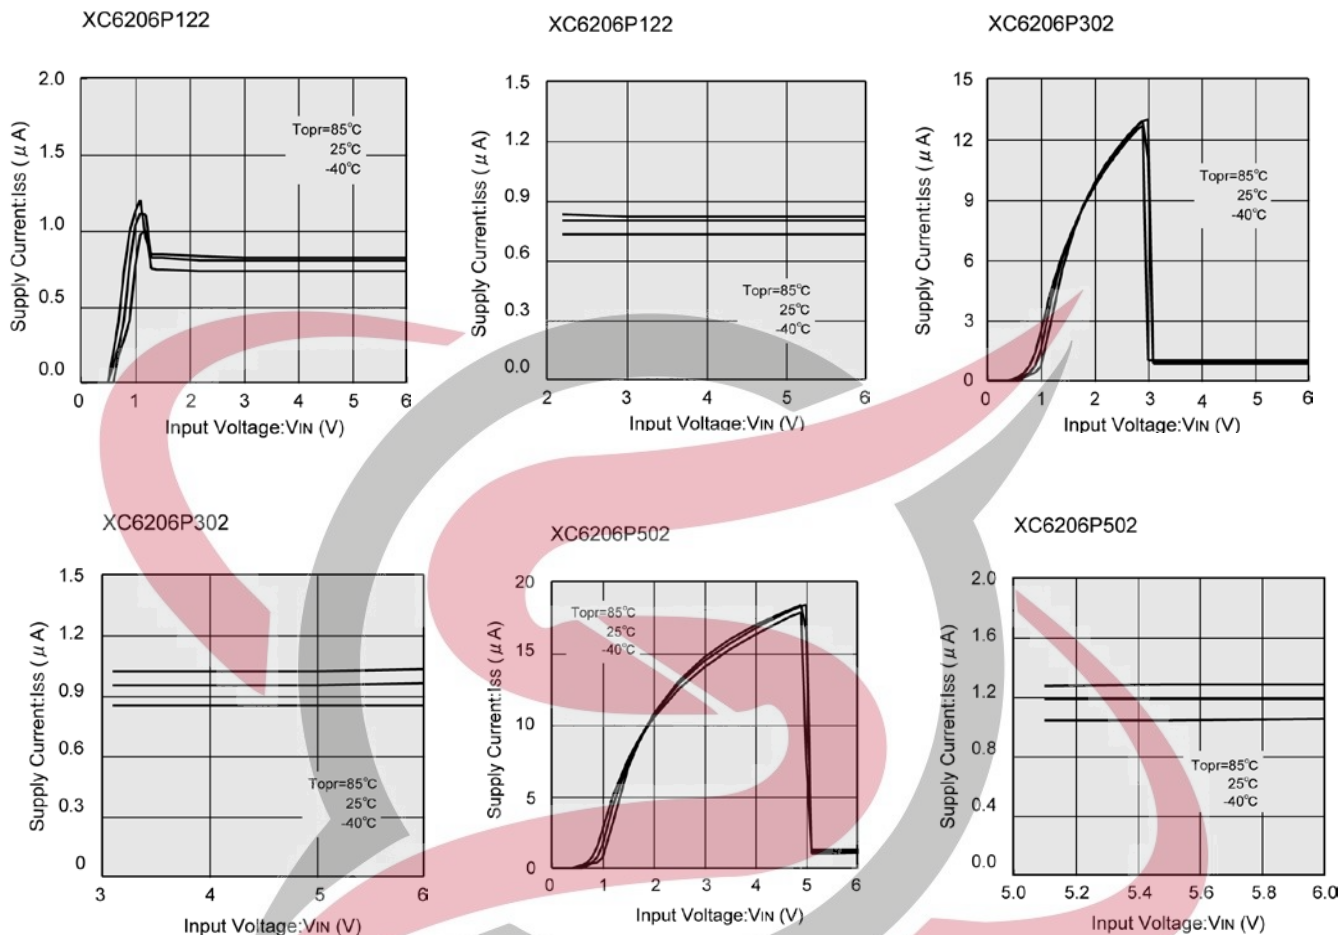 XC6206P122
XC6206P122
XC6206P302
Supply Current:Iss ( μ A)
2.0
1.5
1.0
0.5
0.0
Topr=85℃
25℃
-40℃
0 1 2 3 4 5 6
Input Voltage:VIN (V)
Supply Current:Iss ( μ A)
1.5
1.2
0.9
0.6
0.3
0.0
Topr=85℃
25℃
-40℃
2 3 4 5 6
Input Voltage:VIN (V)
Supply Current:Iss ( μ A)
15
12
9
6
3
0
Topr=85℃
25℃
-40℃
0 1 2 3 4 5 6
Input Voltage:VIN (V)
XC6206P302
XC6206P502
XC6206P502
Supply Current:Iss ( μ A)
1.5
1.2
0.9
0.6
0.3
0
Topr=85℃
25℃
-40℃
3 4 5 6
Input Voltage:VIN (V)
Supply Current:Iss ( μ A)
20
15
10
5
0
Topr=85℃
25℃
-40℃
0 1 2 3 4 5 6
Input Voltage:VIN (V)
Supply Current:Iss ( μ A)
2.0
1.6
1.2
0.8
0.4
0.0
Topr=85℃
25℃
-40℃
5.0 5.2 5.4 5.6 5.8 6.0
Input Voltage:VIN (V)